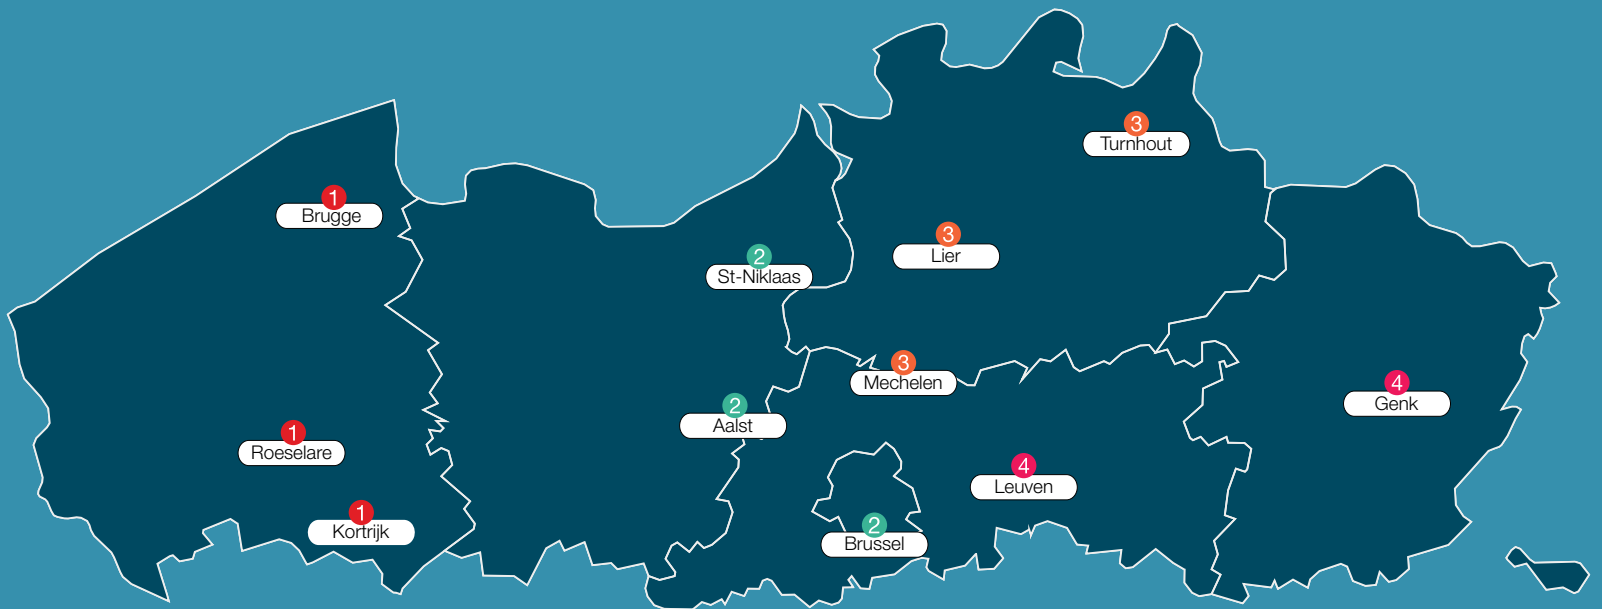 3
Turnhout
1
Brugge
3
Lier
2
St-Niklaas
3
Mechelen
4
Genk
2
Aalst
1
Roeselare
4
Leuven
1
Kortrijk
2
Brussel